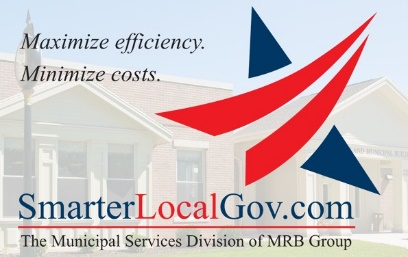 Maximize efficiency.
Minimize costs.
SmarterLocalGov.com
The Municipal Services Division of MRB Group